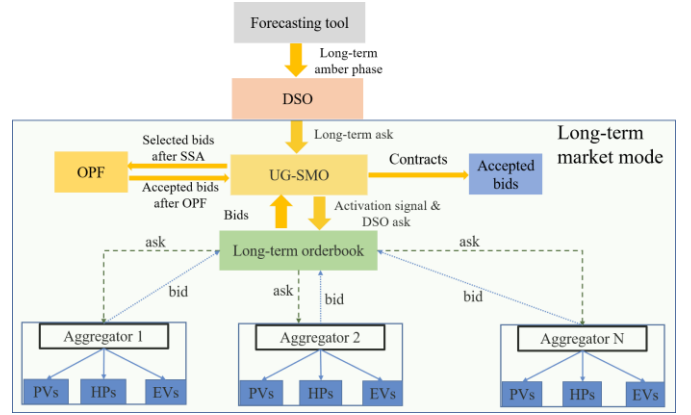 Forecasting tool
Long-term
amber phase
DSO
Long-term ask
Long-term
market mode
Selected bids
after SSA
OPF
UG-SMO
Contracts
Accepted
bids
Accepted bids
after OPF
Bids
Activation signal &
DSO ask
Long-term orderbook
ask
ask
ask
bid
bid
bid
Aggregator 1
Aggregator 2
Aggregator N
PVs
HPs
EVs
PVs
HPs
EVs
PVs
HPs
EVs